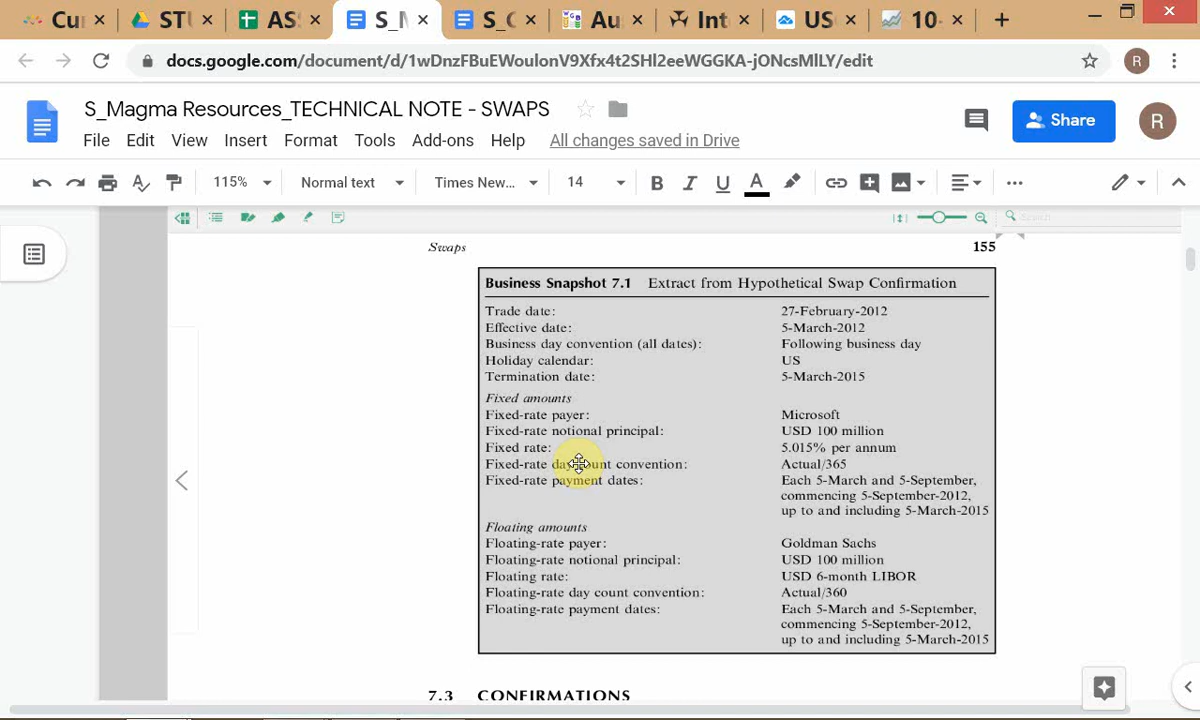 Cur
STU
ASS
S_M
S_C
Au
Inte
US
10-
docs.google.com/document/d/1wDnzFBuEWoulonV9Xfx4t2SHl2eeWGGKA-jONcsMlLY/edit
R
S_Magma Resources_TECHNICAL NOTE - SWAPS
File Edit View Insert Format Tools Add-ons Help All changes saved in Drive
Share
R
115% Normal text Times New... 14 B I U A
Swaps 155
Business Snapshot 7.1 Extract from Hypothetical Swap Confirmation
Trade date: 27-February-2012
Effective date: 5-March-2012
Business day convention (all dates): Following business day
Holiday calendar: US
Termination date: 5-March-2015
Fixed amounts
Fixed-rate payer: Microsoft
Fixed-rate notional principal: USD 100 million
Fixed rate: 5.015% per annum
Fixed-rate day count convention: Actual/365
Fixed-rate payment dates: Each 5-March and 5-September,
commencing 5-September-2012,
up to and including 5-March-2015
Floating amounts
Floating-rate payer: Goldman Sachs
Floating-rate notional principal: USD 100 million
Floating rate: USD 6-month LIBOR
Floating-rate day count convention: Actual/360
Floating-rate payment dates: Each 5-March and 5-September,
commencing 5-September-2012,
up to and including 5-March-2015
7.3 CONFIRMATIONS